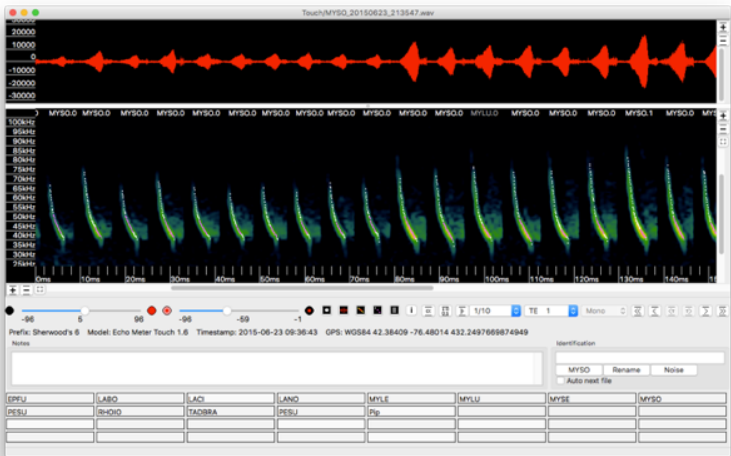 Touch/MYSO_20150623_213547.wav
30000
20000
10000
0
-10000
-20000
-30000
MYSO.0 MYSO.0 MYSO.0 MYSO.0 MYSO.0 MYSO.0 MYSO.0 MYSO.0 MYSO.0 MYSO.0 MYSO.0 MYLU.0 MYSO.0 MYSO.0 MYSO.0 MYSO.1 MYSO.0
100kHz
95kHz
90kHz
85kHz
80kHz
75kHz
70kHz
65kHz
60kHz
55kHz
50kHz
45kHz
40kHz
35kHz
30kHz
25kHz
0ms 10ms 20ms 30ms 40ms 50ms 60ms 70ms 80ms 90ms 100ms 110ms 120ms 130ms 140ms
1/10 TE 1 Mono
-96 5 96 -96 -59 -1
Prefix: Sherwood's 6 Model: Echo Meter Touch 1.6 Timestamp: 2015-06-23 09:36:43 GPS: WGS84 42.38409 -76.48014 432.2497669874949
Notes Identification
MYSO Rename Noise
Auto next file
EPFU LABO LACI LANO MYLE MYLU MYSE MYSO
PESU RHOIO TADBRA PESU Pip